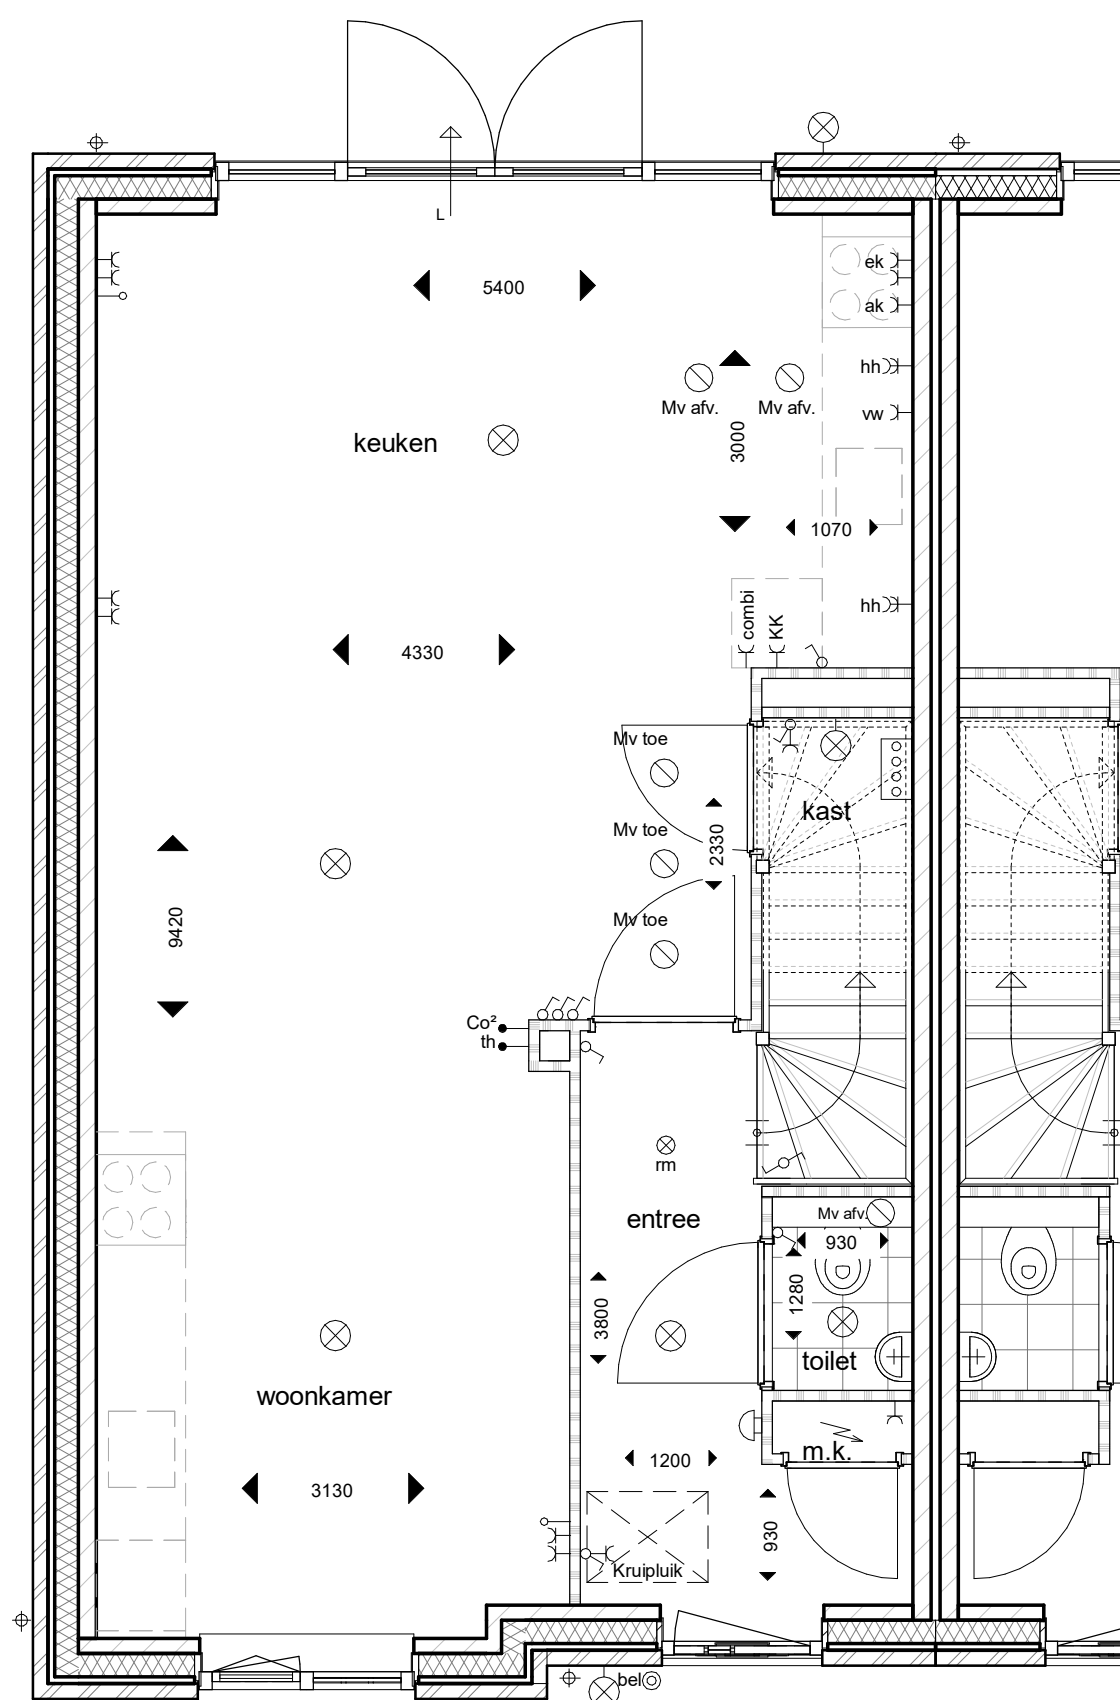 L
5400
ek
ak
hh
Mv afv.
Mv afv.
vw
keuken
3000
1070
combi
KK
hh
4330
Mv toe
kast
Mv toe
2330
9420
Mv toe
Co²
th
rm
entree
Mv afv.
930
1280
3800
toilet
woonkamer
m.k.
1200
3130
930
Kruipluik
bel